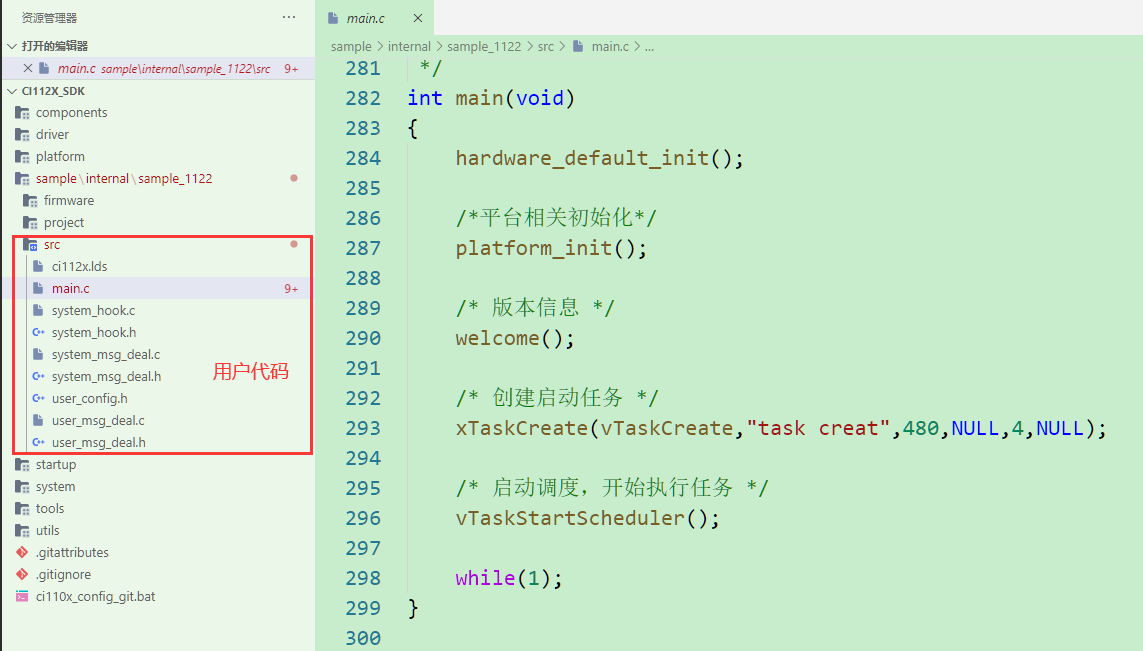 资源管理器
打开的编辑器
main.c sample\internal\sample_1122\src 9+
CI112X_SDK
components
driver
platform
sample\internal\sample_1122
firmware
project
src
ci112x.lds
main.c 9+
system_hook.c
system_hook.h
system_msg_deal.c
system_msg_deal.h
user_config.h
user_msg_deal.c
user_msg_deal.h
用户代码
startup
system
tools
utils
.gitattributes
.gitignore
ci110x_config_git.bat
main.c
sample > internal > sample_1122 > src > main.c > ...
281 */
282 int main(void)
283 {
284 hardware_default_init();
285
286 /*平台相关初始化*/
287 platform_init();
288
289 /* 版本信息 */
290 welcome();
291
292 /* 创建启动任务 */
293 xTaskCreate(vTaskCreate,"task creat",480,NULL,4,NULL);
294
295 /* 启动调度，开始执行任务 */
296 vTaskStartScheduler();
297
298 while(1);
299 }
300